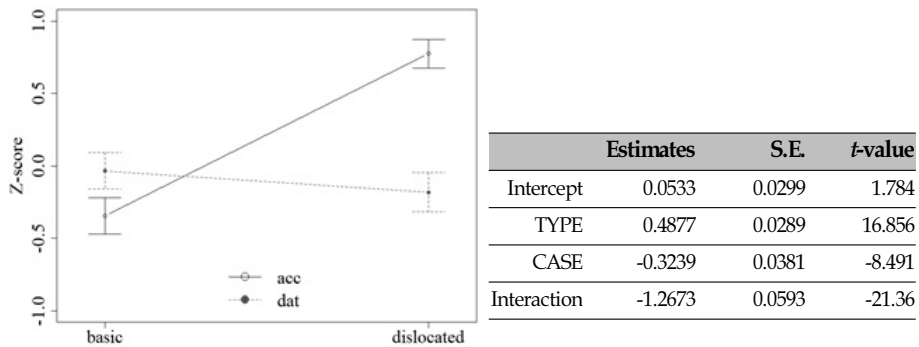 1.0
0.5
0.0
-0.5
-1.0
Z-score
acc
dat
basic dislocated
Estimates S.E. t-value
Intercept 0.0533 0.0299 1.784
TYPE 0.4877 0.0289 16.856
CASE -0.3239 0.0381 -8.491
Interaction -1.2673 0.0593 -21.36